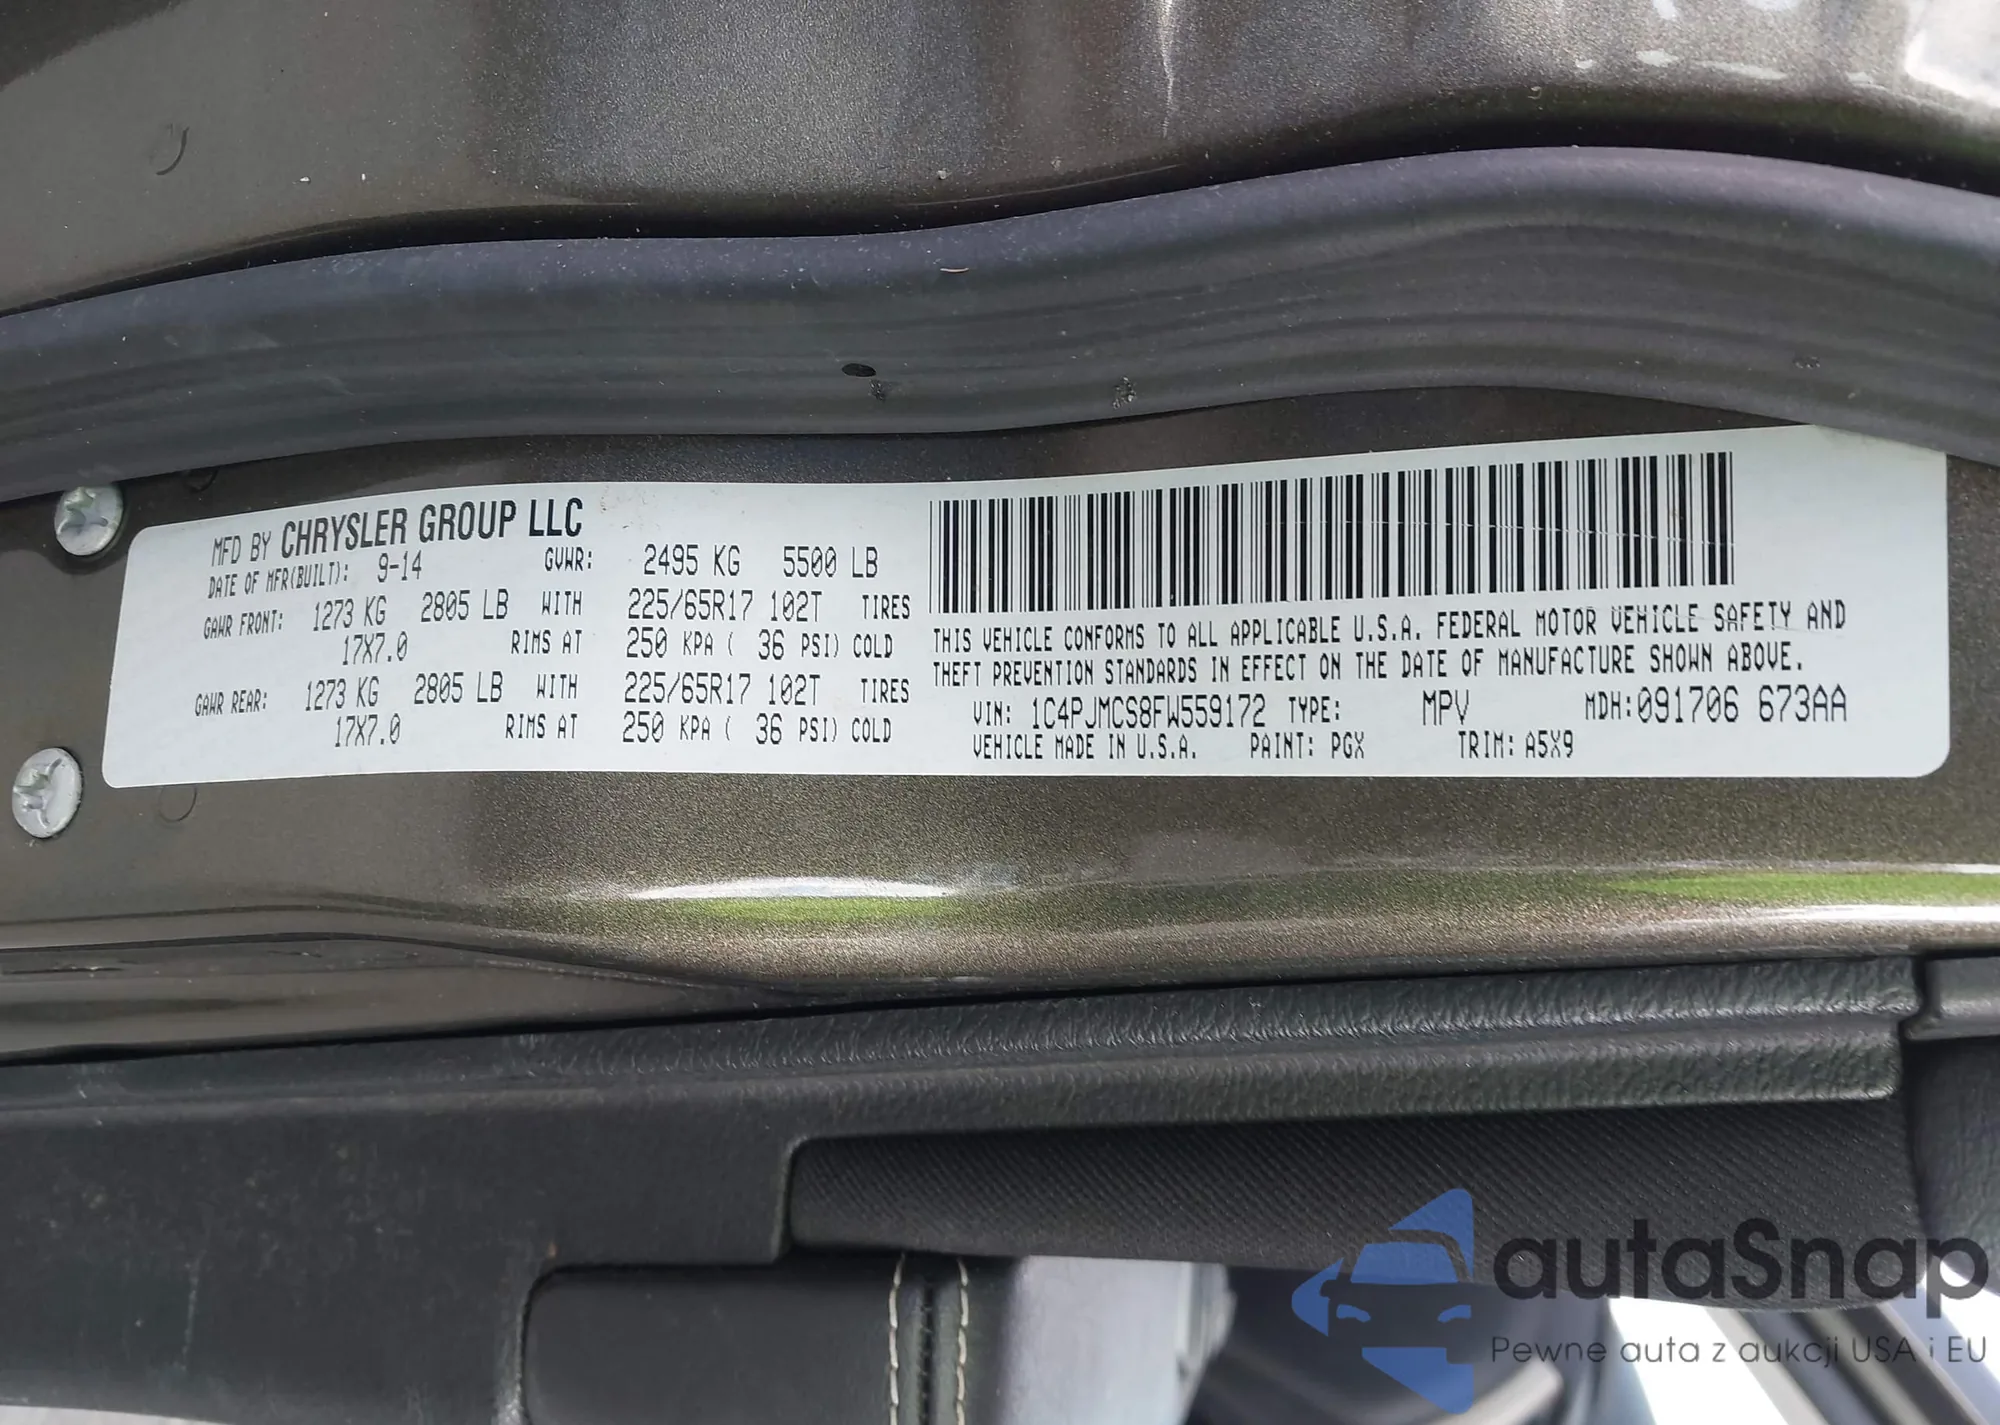 MFD BY CHRYSLER GROUP LLC
DATE OF MFR(BUILT): 9-14 GVWR: 2495 KG 5500 LB
GAWR FRONT: 1273 KG 2805 LB WITH 225/65R17 102T TIRES
17X7.0 RIMS AT 250 KPA ( 36 PSI) COLD
GAWR REAR: 1273 KG 2805 LB WITH 225/65R17 102T TIRES
17X7.0 RIMS AT 250 KPA ( 36 PSI) COLD
THIS VEHICLE CONFORMS TO ALL APPLICABLE U.S.A. FEDERAL MOTOR VEHICLE SAFETY AND
THEFT PREVENTION STANDARDS IN EFFECT ON THE DATE OF MANUFACTURE SHOWN ABOVE.
VIN: 1C4PJMCS8FW559172 TYPE: MPV MDH:091706 673AA
VEHICLE MADE IN U.S.A. PAINT: PGX TRIM: A5X9
autaSnap
Pewne auta z aukcji USA i EU